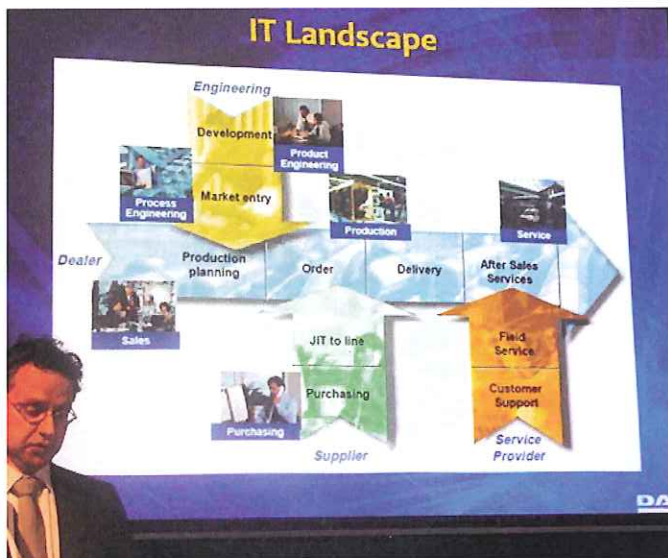 IT Landscape
Engineering
Development
Product
Engineering
Process
Engineering
Market entry
Production
Service
Dealer
Production
planning
Order
Delivery
After Sales
Services
Sales
JIT to line
Purchasing
Purchasing
Supplier
Field
Service
Customer
Support
Service
Provider